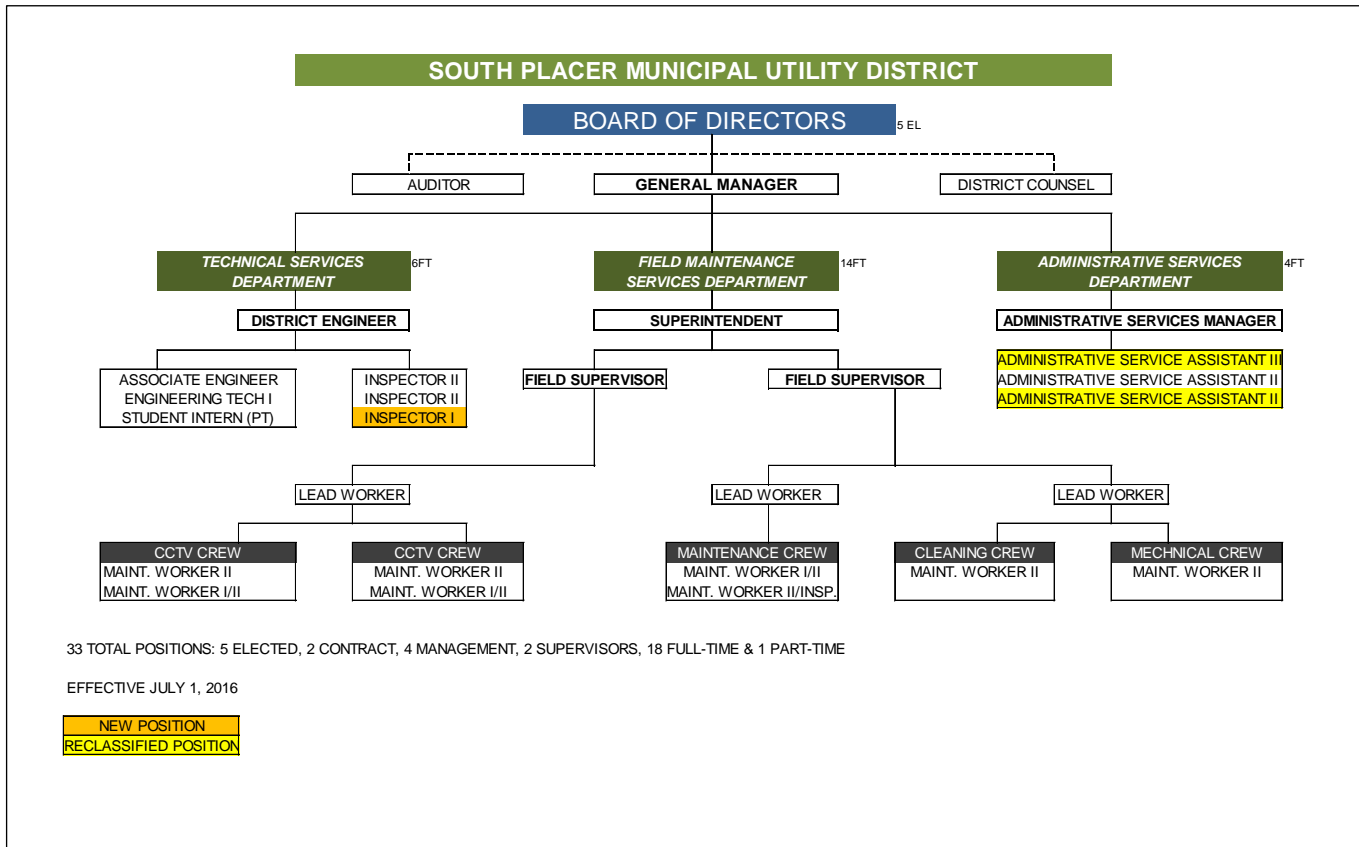 SOUTH PLACER MUNICIPAL UTILITY DISTRICT
BOARD OF DIRECTORS
5 EL
AUDITOR
GENERAL MANAGER
DISTRICT COUNSEL
TECHNICAL SERVICES
DEPARTMENT
6FT
FIELD MAINTENANCE
SERVICES DEPARTMENT
14FT
ADMINISTRATIVE SERVICES
DEPARTMENT
4FT
DISTRICT ENGINEER
SUPERINTENDENT
ADMINISTRATIVE SERVICES MANAGER
ASSOCIATE ENGINEER
ENGINEERING TECH I
STUDENT INTERN (PT)
INSPECTOR II
INSPECTOR II
INSPECTOR I
FIELD SUPERVISOR
FIELD SUPERVISOR
ADMINISTRATIVE SERVICE ASSISTANT III
ADMINISTRATIVE SERVICE ASSISTANT II
ADMINISTRATIVE SERVICE ASSISTANT II
LEAD WORKER
LEAD WORKER
LEAD WORKER
CCTV CREW
MAINT. WORKER II
MAINT. WORKER I/II
CCTV CREW
MAINT. WORKER II
MAINT. WORKER I/II
MAINTENANCE CREW
MAINT. WORKER I/II
MAINT. WORKER II/INSP.
CLEANING CREW
MAINT. WORKER II
MECHNICAL CREW
MAINT. WORKER II
33 TOTAL POSITIONS: 5 ELECTED, 2 CONTRACT, 4 MANAGEMENT, 2 SUPERVISORS, 18 FULL-TIME & 1 PART-TIME
EFFECTIVE JULY 1, 2016
NEW POSITION
RECLASSIFIED POSITION